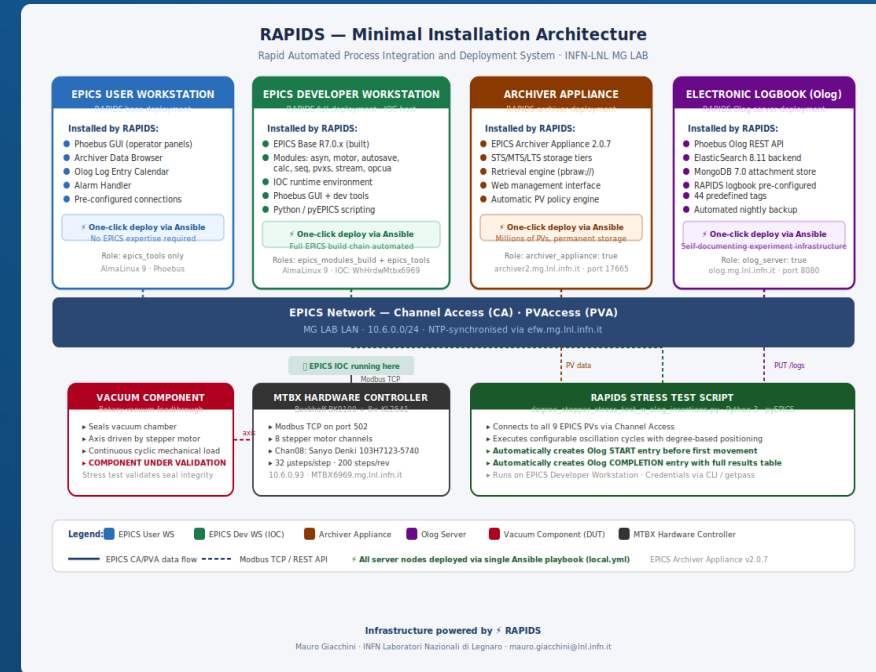 RAPIDS — Minimal Installation Architecture
Rapid Automated Process Integration and Deployment System · INFN-LNL MG LAB
EPICS USER WORKSTATION
RAPIDS base deployment
Installed by RAPIDS:
Phoebus GUI (operator panels)
Archiver Data Browser
Olog Log Entry Calendar
Alarm Handler
Pre-configured connections
⚡ One-click deploy via Ansible
No EPICS expertise required
Role: epics_tools only
AlmaLinux 9 · Phoebus
EPICS DEVELOPER WORKSTATION
RAPIDS full deployment · IOC host
Installed by RAPIDS:
EPICS Base R7.0.x (built)
Modules: asyn, motor, autosave,
calc, seq, pvxs, stream, opcua
IOC runtime environment
Phoebus GUI + dev tools
Python / pyEPICS scripting
⚡ One-click deploy via Ansible
Full EPICS build chain automated
Roles: epics_modules_build + epics_tools
AlmaLinux 9 · IOC: WhHrdwMtbx6969
ARCHIVER APPLIANCE
RAPIDS archiver deployment
Installed by RAPIDS:
EPICS Archiver Appliance 2.0.7
STS/MTS/LTS storage tiers
Retrieval engine (pbraw://)
Web management interface
Automatic PV policy engine
⚡ One-click deploy via Ansible
Millions of PVs, permanent storage
Role: archiver_appliance: true
archiver2.mg.lnl.infn.it · port 17665
ELECTRONIC LOGBOOK (Olog)
RAPIDS Olog server deployment
Installed by RAPIDS:
Phoebus Olog REST API
ElasticSearch 8.11 backend
MongoDB 7.0 attachment store
RAPIDS logbook pre-configured
44 predefined tags
Automated nightly backup
⚡ One-click deploy via Ansible
Self-documenting experiment infrastructure
Role: olog_server: true
olog.mg.lnl.infn.it · port 8080
EPICS Network — Channel Access (CA) · PVAccess (PVA)
MG LAB LAN · 10.6.0.0/24 · NTP-synchronised via efw.mg.lnl.infn.it
EPICS IOC running here
Modbus TCP
PV data
PUT /logs
VACUUM COMPONENT
Rotary vacuum feedthrough
▸ Seals vacuum chamber
▸ Axis driven by stepper motor
▸ Continuous cyclic mechanical load
▸ COMPONENT UNDER VALIDATION
Stress test validates seal integrity
axis
MTBX HARDWARE CONTROLLER
▸ Modbus TCP on port 502
▸ 8 stepper motor channels
▸ Chan08: Sanyo Denki 103H7123-5740
▸ 32 µsteps/step · 200 steps/rev
10.6.0.93 · MTBX6969.mg.lnl.infn.it
RAPIDS STRESS TEST SCRIPT
▸ Connects to all 9 EPICS PVs via Channel Access
▸ Executes configurable oscillation cycles with degree-based positioning
▸ Automatically creates Olog START entry before first movement
▸ Automatically creates Olog COMPLETION entry with full results table
▸ Runs on EPICS Developer Workstation · Credentials via CLI / getpass
Legend: EPICS User WS EPICS Dev WS (IOC) Archiver Appliance Olog Server Vacuum Component (DUT) MTBX Hardware Controller
EPICS CA/PVA data flow Modbus TCP / REST API ⚡ All server nodes deployed via single Ansible playbook (local.yml) EPICS Archiver Appliance v2.0.7
Infrastructure powered by ⚡ RAPIDS
Mauro Giacchini · INFN Laboratori Nazionali di Legnaro · mauro.giacchini@lnl.infn.it